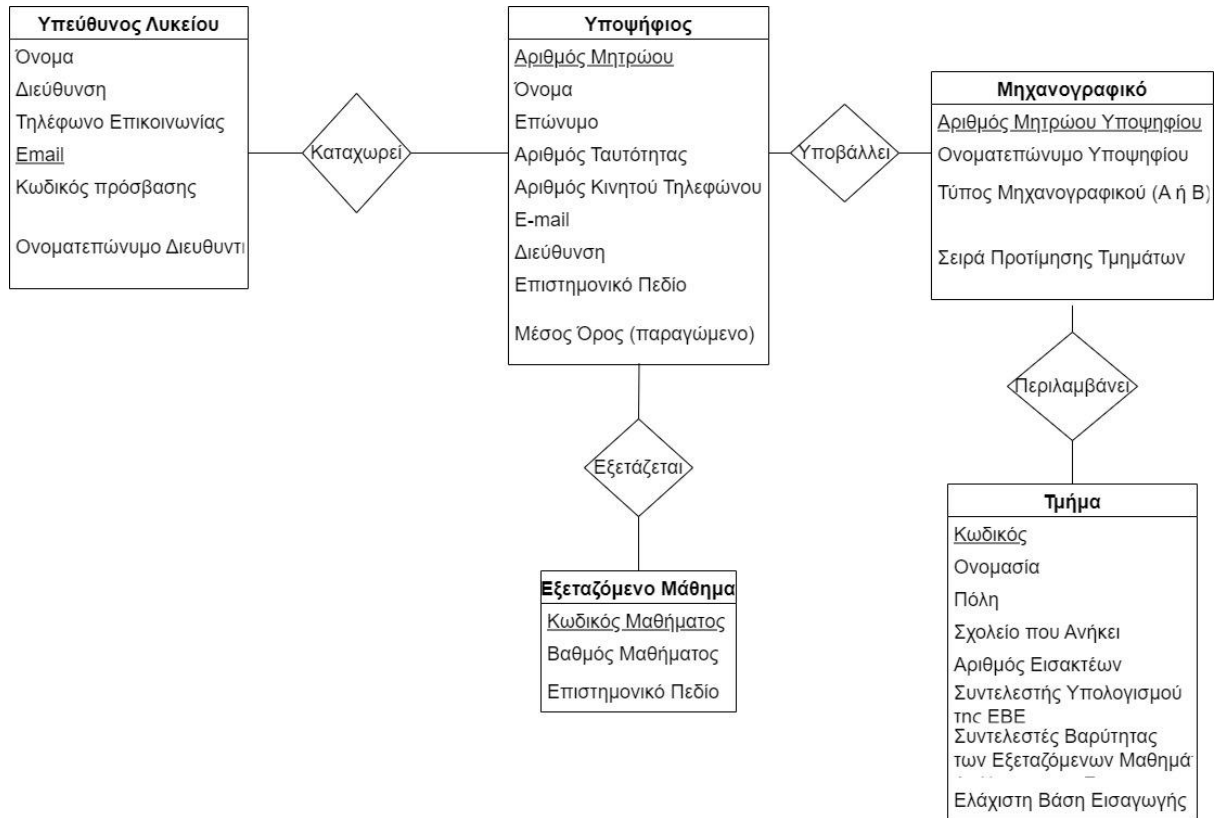 Υπεύθυνος Λυκείου
Όνομα
Διεύθυνση
Τηλέφωνο Επικοινωνίας
Email
Κωδικός πρόσβασης
Ονοματεπώνυμο
Καταχωρεί
Υποψήφιος
Αριθμός Μητρώου
Όνομα
Επώνυμο
Αριθμός Ταυτότητας
Αριθμός Κινητού Τηλεφώνου
E-mail
Διεύθυνση
Επιστημονικό Πεδίο
Μέσος Όρος (παραγώμενο)
Υποβάλλει
Μηχανογραφικό
Αριθμός Μητρώου Υποψηφίου
Ονοματεπώνυμο Υποψηφίου
Τύπος Μηχανογραφικού (Α ή Β)
Σειρά Προτίμησης Τμημάτων
Εξετάζεται
Εξεταζόμενο Μάθημα
Κωδικός Μαθήματος
Βαθμός Μαθήματος
Επιστημονικό Πεδίο
Περιλαμβάνει
Τμήμα
Κωδικός
Ονομασία
Πόλη
Σχολείο που Ανήκει
Αριθμός Εισακτέων
Συντελεστής Υπολογισμού
της ΕΒΕ
Συντελεστές Βαρύτητας
των Εξεταζόμενων
Ελάχιστη Βάση Εισαγωγής